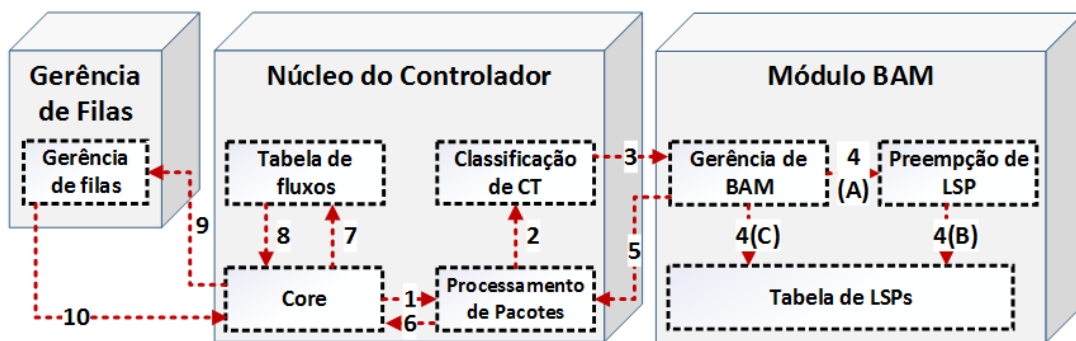 Gerência
de Filas
Gerência
de filas
Núcleo do Controlador
Tabela de
fluxos
Classificação
de CT
Core
Processamento
de Pacotes
Módulo BAM
Gerência de
BAM
Preempção de
LSP
Tabela de LSPs
1
2
3
4
(A)
4(B)
4(C)
5
6
7
8
9
10